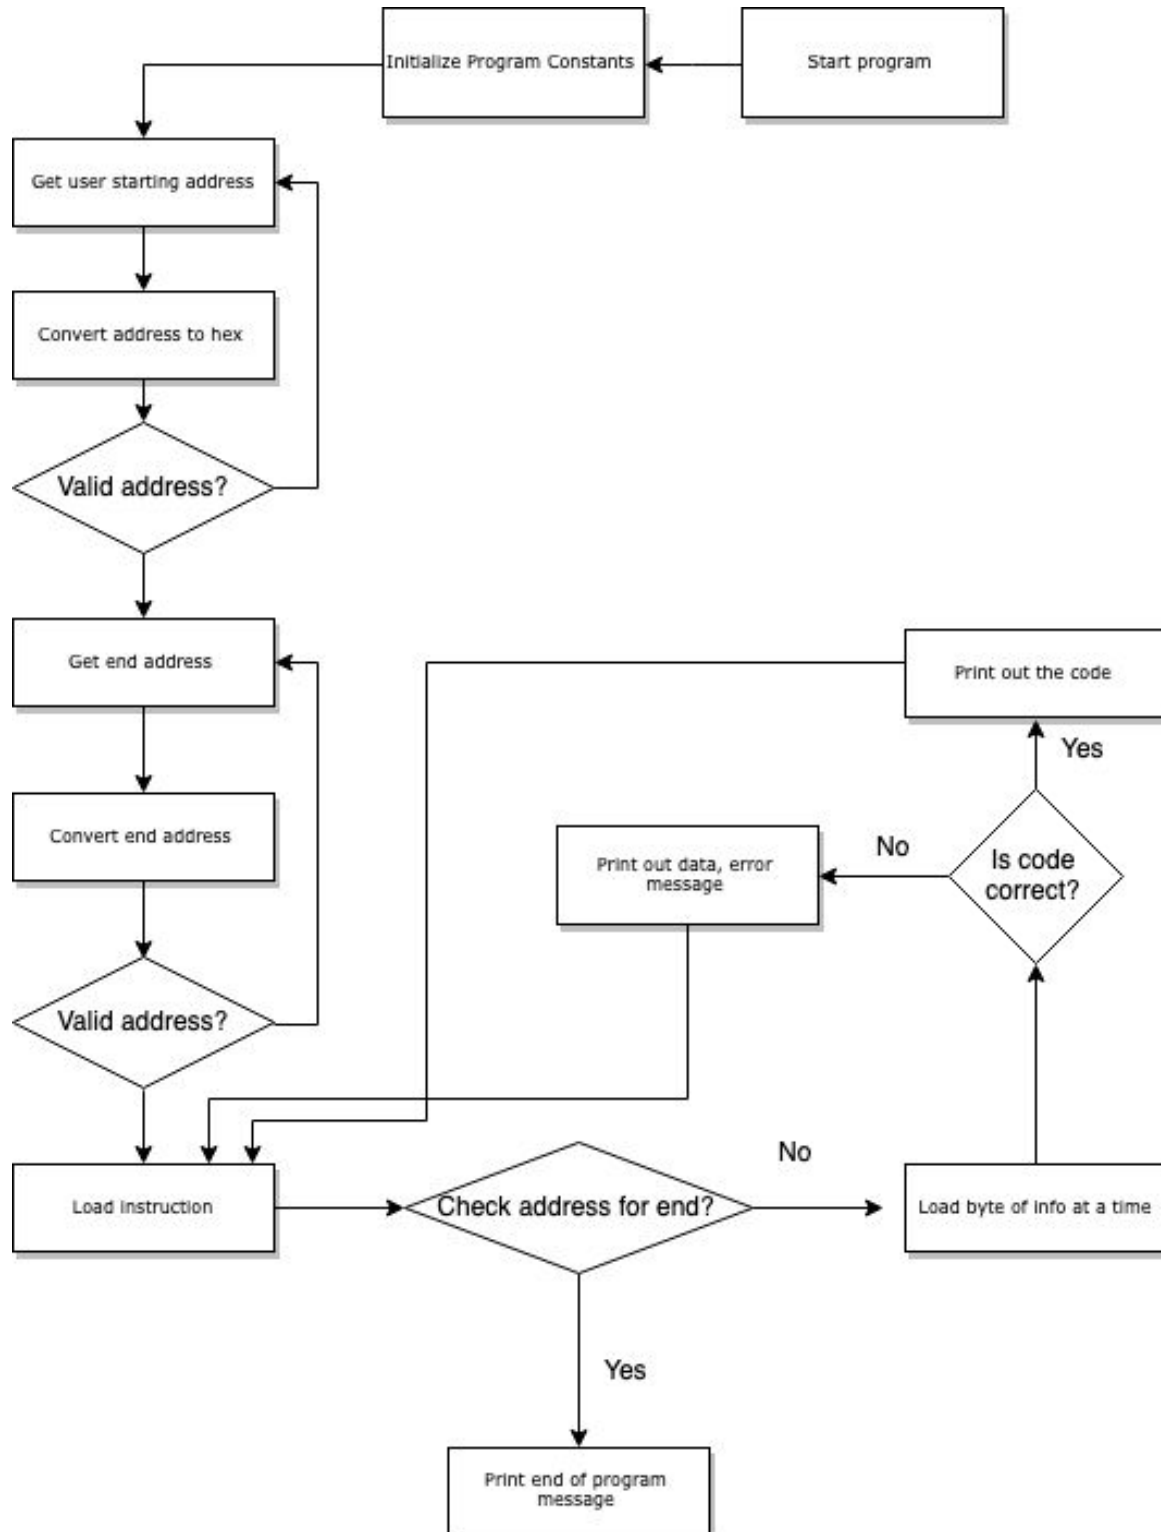 Start program
Initialize Program Constants
Get user starting address
Convert address to hex
Valid address?
Get end address
Convert end address
Valid address?
Load instruction
Check address for end?
No
Load byte of info at a time
Is code
correct?
Yes
Print out the code
No
Print out data, error
message
Yes
Print end of program
message